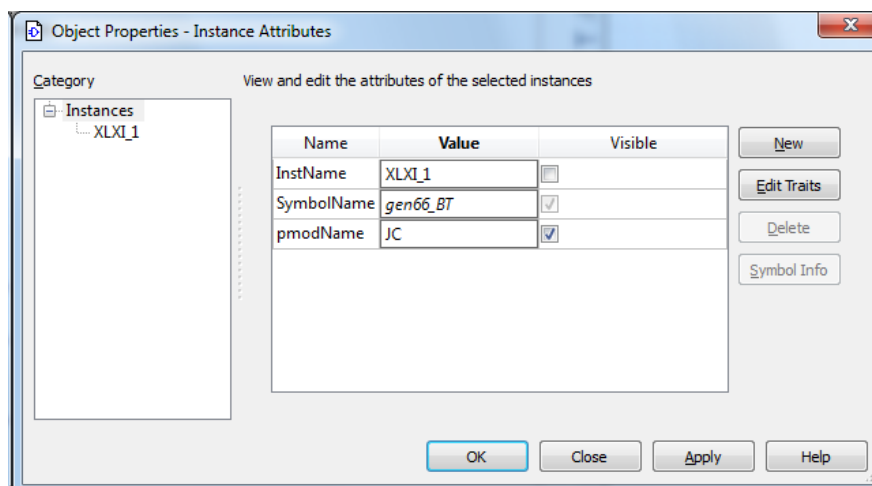 Object Properties - Instance Attributes
Category
View and edit the attributes of the selected instances
Instances
XLXI_1
Name Value Visible
InstName XLXI_1
SymbolName gen66_BT
pmodName JC
New
Edit Traits
Delete
Symbol Info
OK Close Apply Help